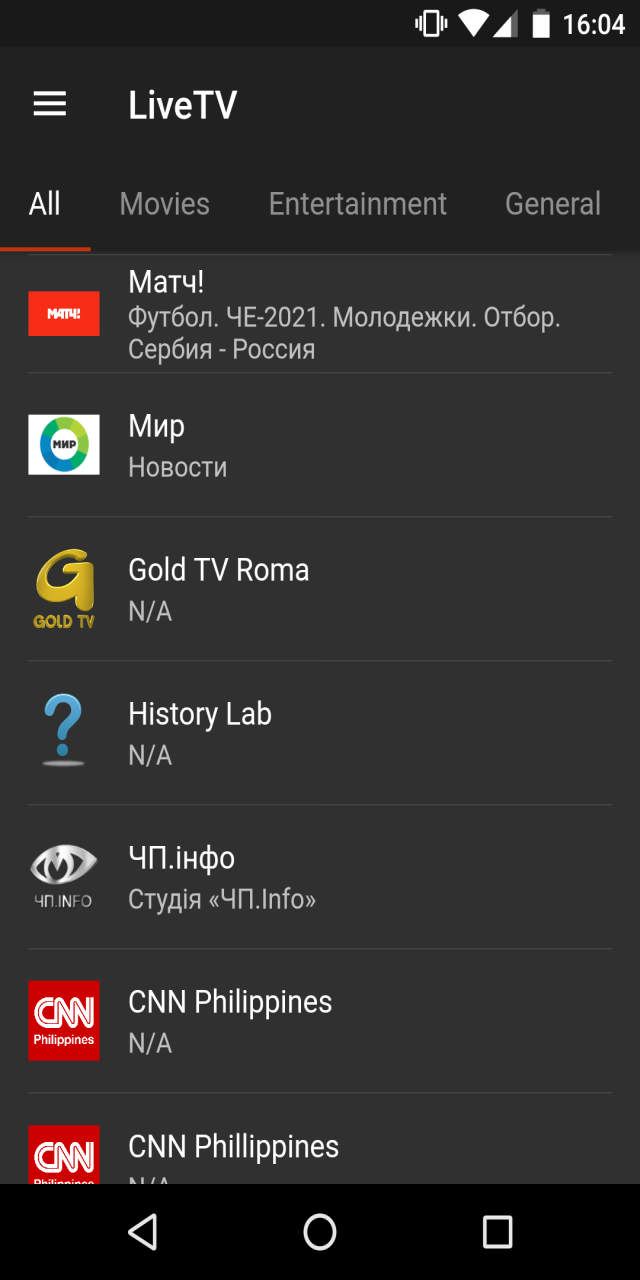 16:04
LiveTV
All Movies Entertainment General
МАТЧ!
Матч!
Футбол. ЧЕ-2021. Молодежки. Отбор.
Сербия - Россия
МИР
Мир
Новости
GOLD TV
Gold TV Roma
N/A
?
History Lab
N/A
ЧП.INFO
ЧП.інфо
Студія «ЧП.Info»
CNN
Philippines
CNN Philippines
N/A
CNN
Philippines
CNN Phillippines
N/A